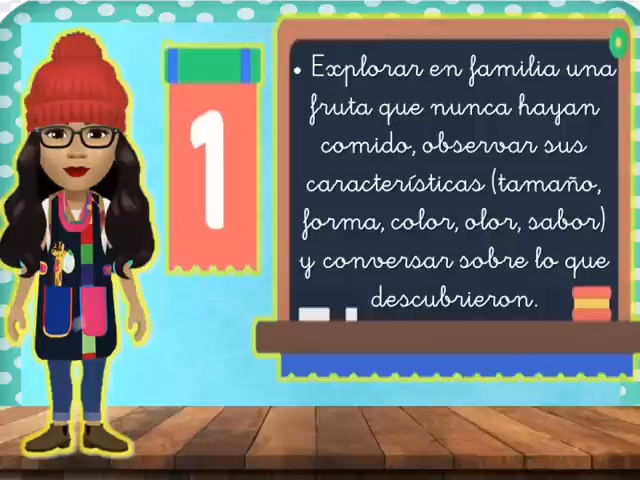 1
• Explorar en familia una
fruta que nunca hayan
comido, observar sus
características (tamaño,
forma, color, olor, sabor)
y conversar sobre lo que
descubrieron.